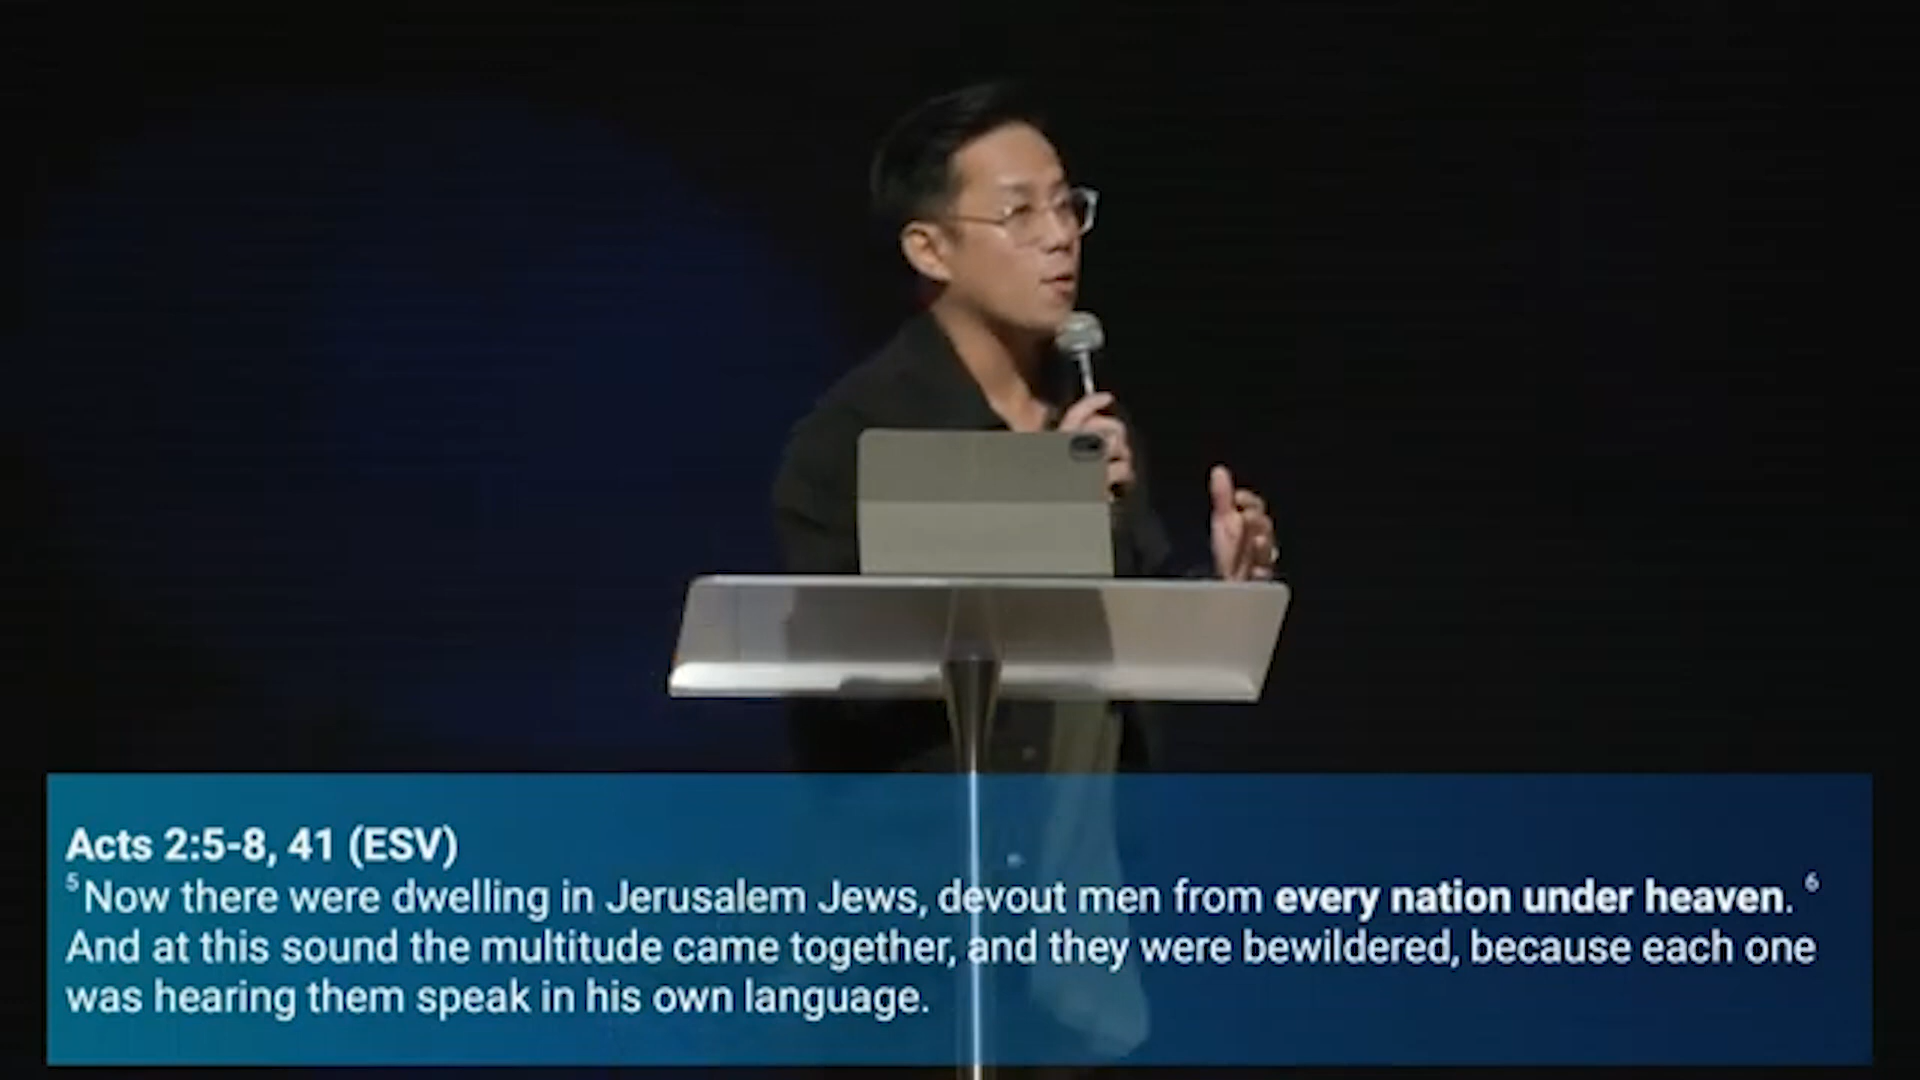 Acts 2:5-8, 41 (ESV)
5 Now there were dwelling in Jerusalem Jews, devout men from every nation under heaven. 6
And at this sound the multitude came together, and they were bewildered, because each one
was hearing them speak in his own language.